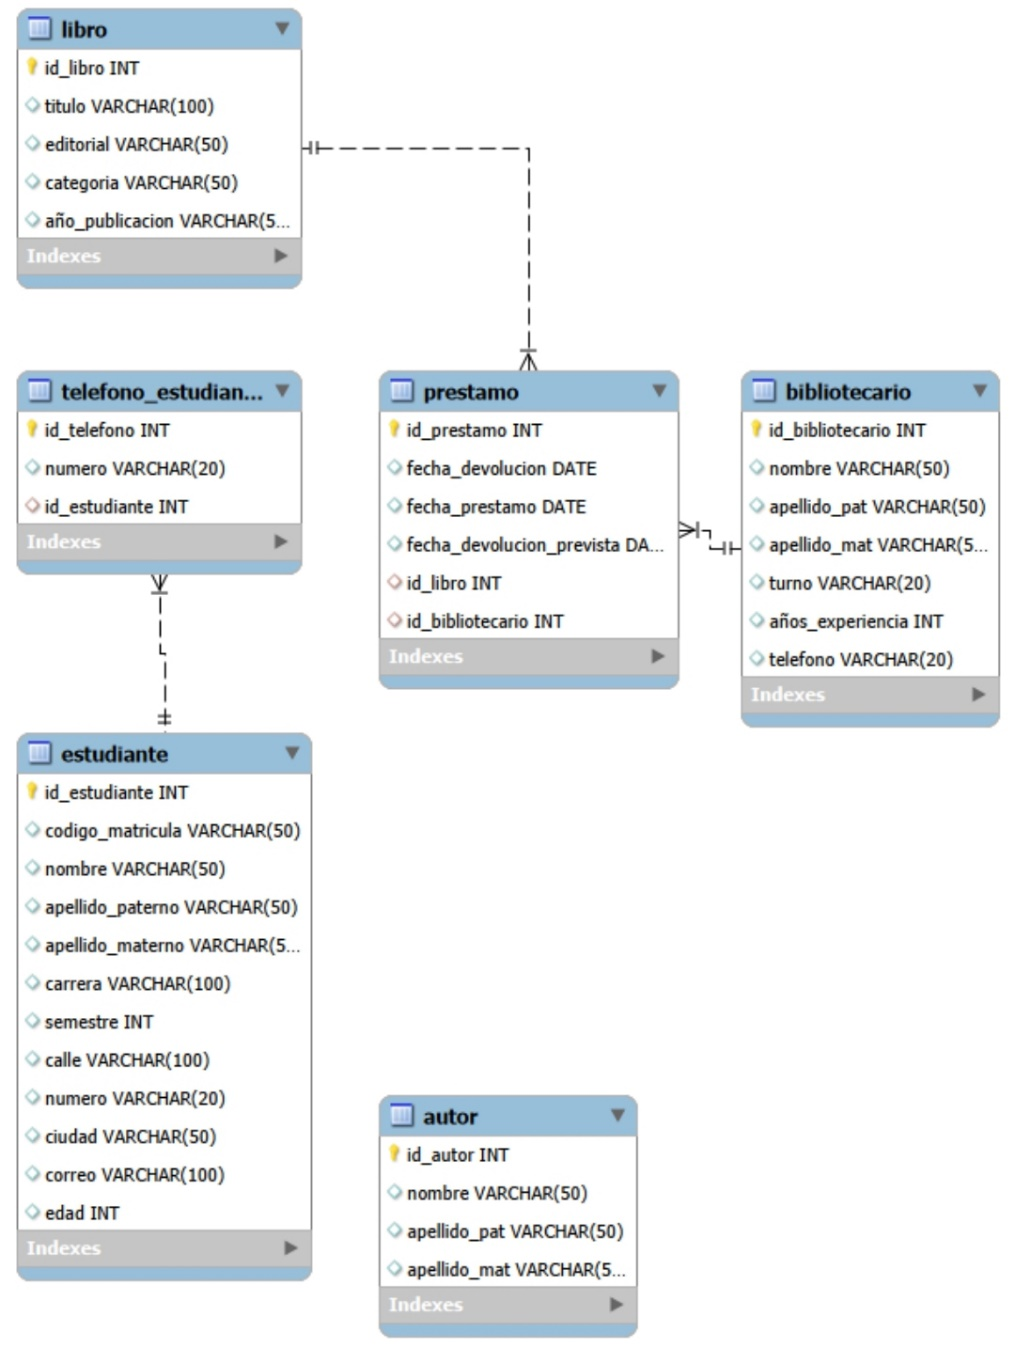 libro
id_libro INT
titulo VARCHAR(100)
editorial VARCHAR(50)
categoria VARCHAR(50)
año_publicacion VARCHAR(5...
Indexes
telefono_estudian...
id_telefono INT
numero VARCHAR(20)
id_estudiante INT
Indexes
prestamo
id_prestamo INT
fecha_devolucion DATE
fecha_prestamo DATE
fecha_devolucion_prevista DA...
id_libro INT
id_bibliotecario INT
Indexes
bibliotecario
id_bibliotecario INT
nombre VARCHAR(50)
apellido_pat VARCHAR(50)
apellido_mat VARCHAR(5...
turno VARCHAR(20)
años_experiencia INT
telefono VARCHAR(20)
Indexes
estudiante
id_estudiante INT
codigo_matricula VARCHAR(50)
nombre VARCHAR(50)
apellido_paterno VARCHAR(50)
apellido_materno VARCHAR(5...
carrera VARCHAR(100)
semestre INT
calle VARCHAR(100)
numero VARCHAR(20)
ciudad VARCHAR(50)
correo VARCHAR(100)
edad INT
Indexes
autor
id_autor INT
nombre VARCHAR(50)
apellido_pat VARCHAR(50)
apellido_mat VARCHAR(5...
Indexes